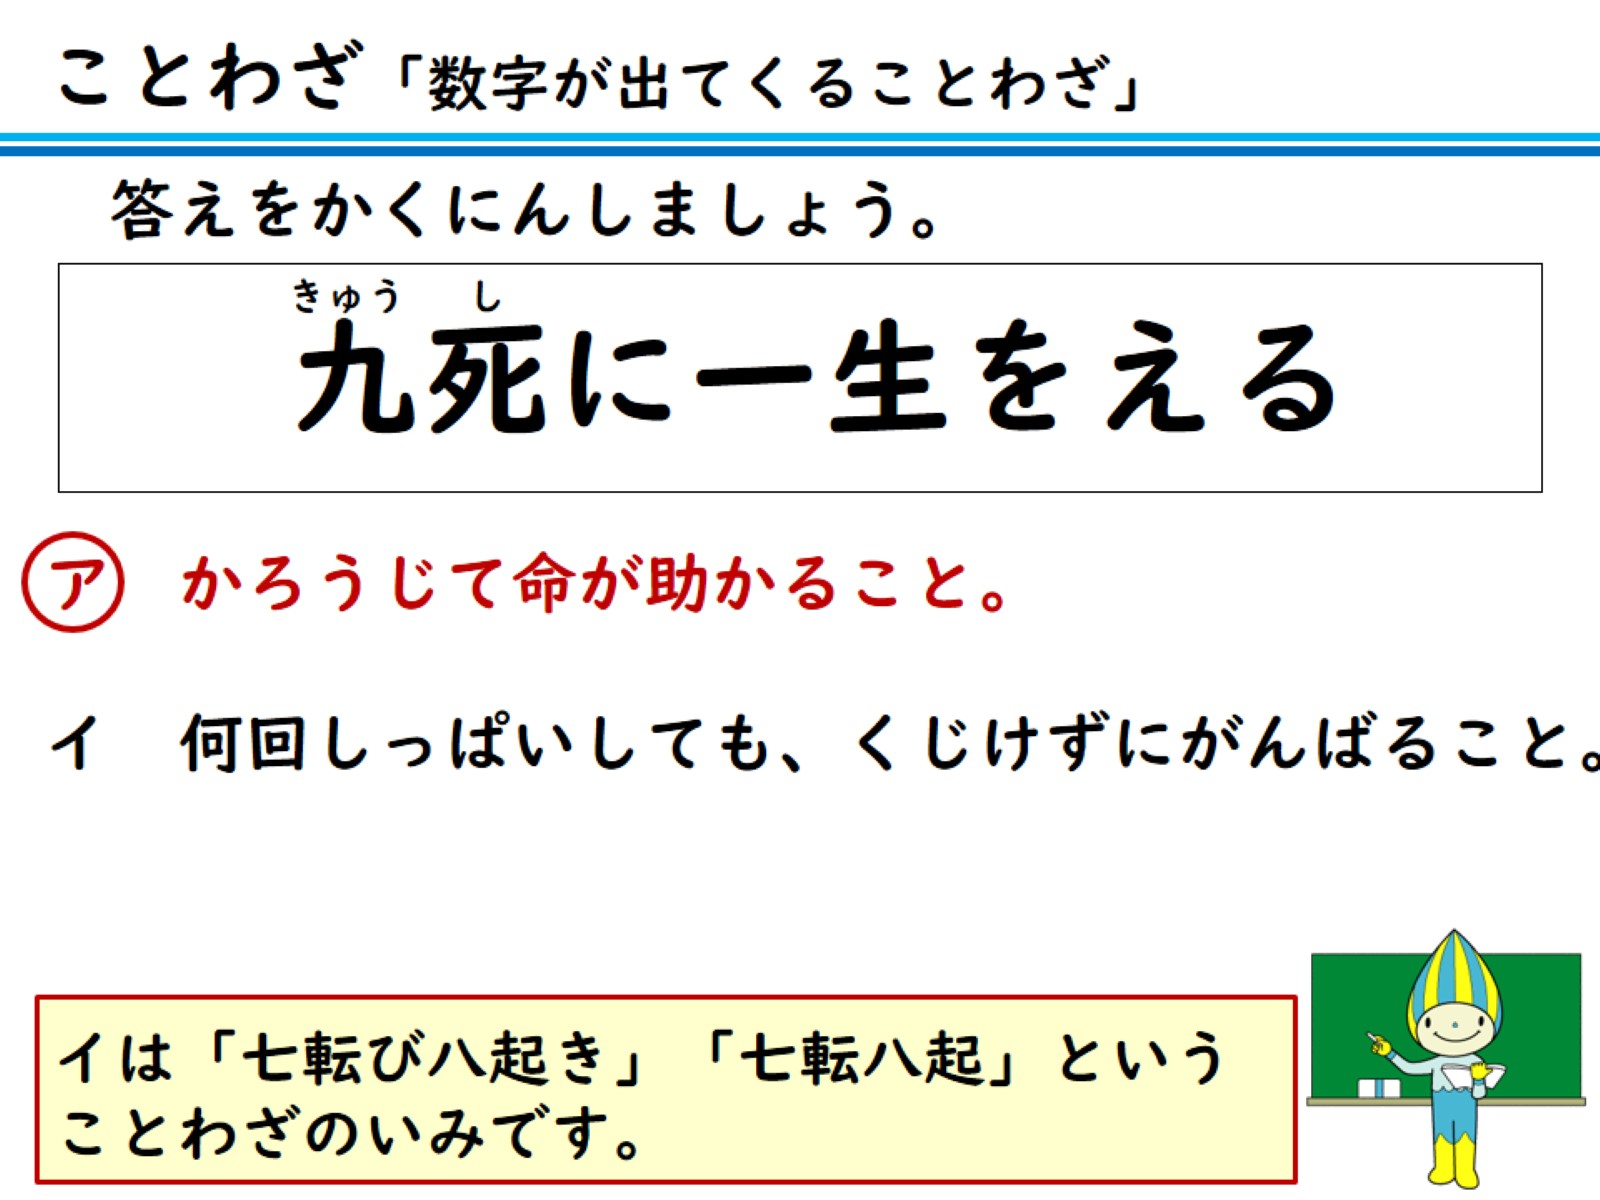 ことわざ「数字が出てくることわざ」
答えをかくにんしましょう。
きゅう し
九死に一生をえる
ア かろうじて命が助かること。
イ 何回しっぱいしても、くじけずにがんばること。
イは「七転び八起き」「七転八起」という
ことわざのいみです。